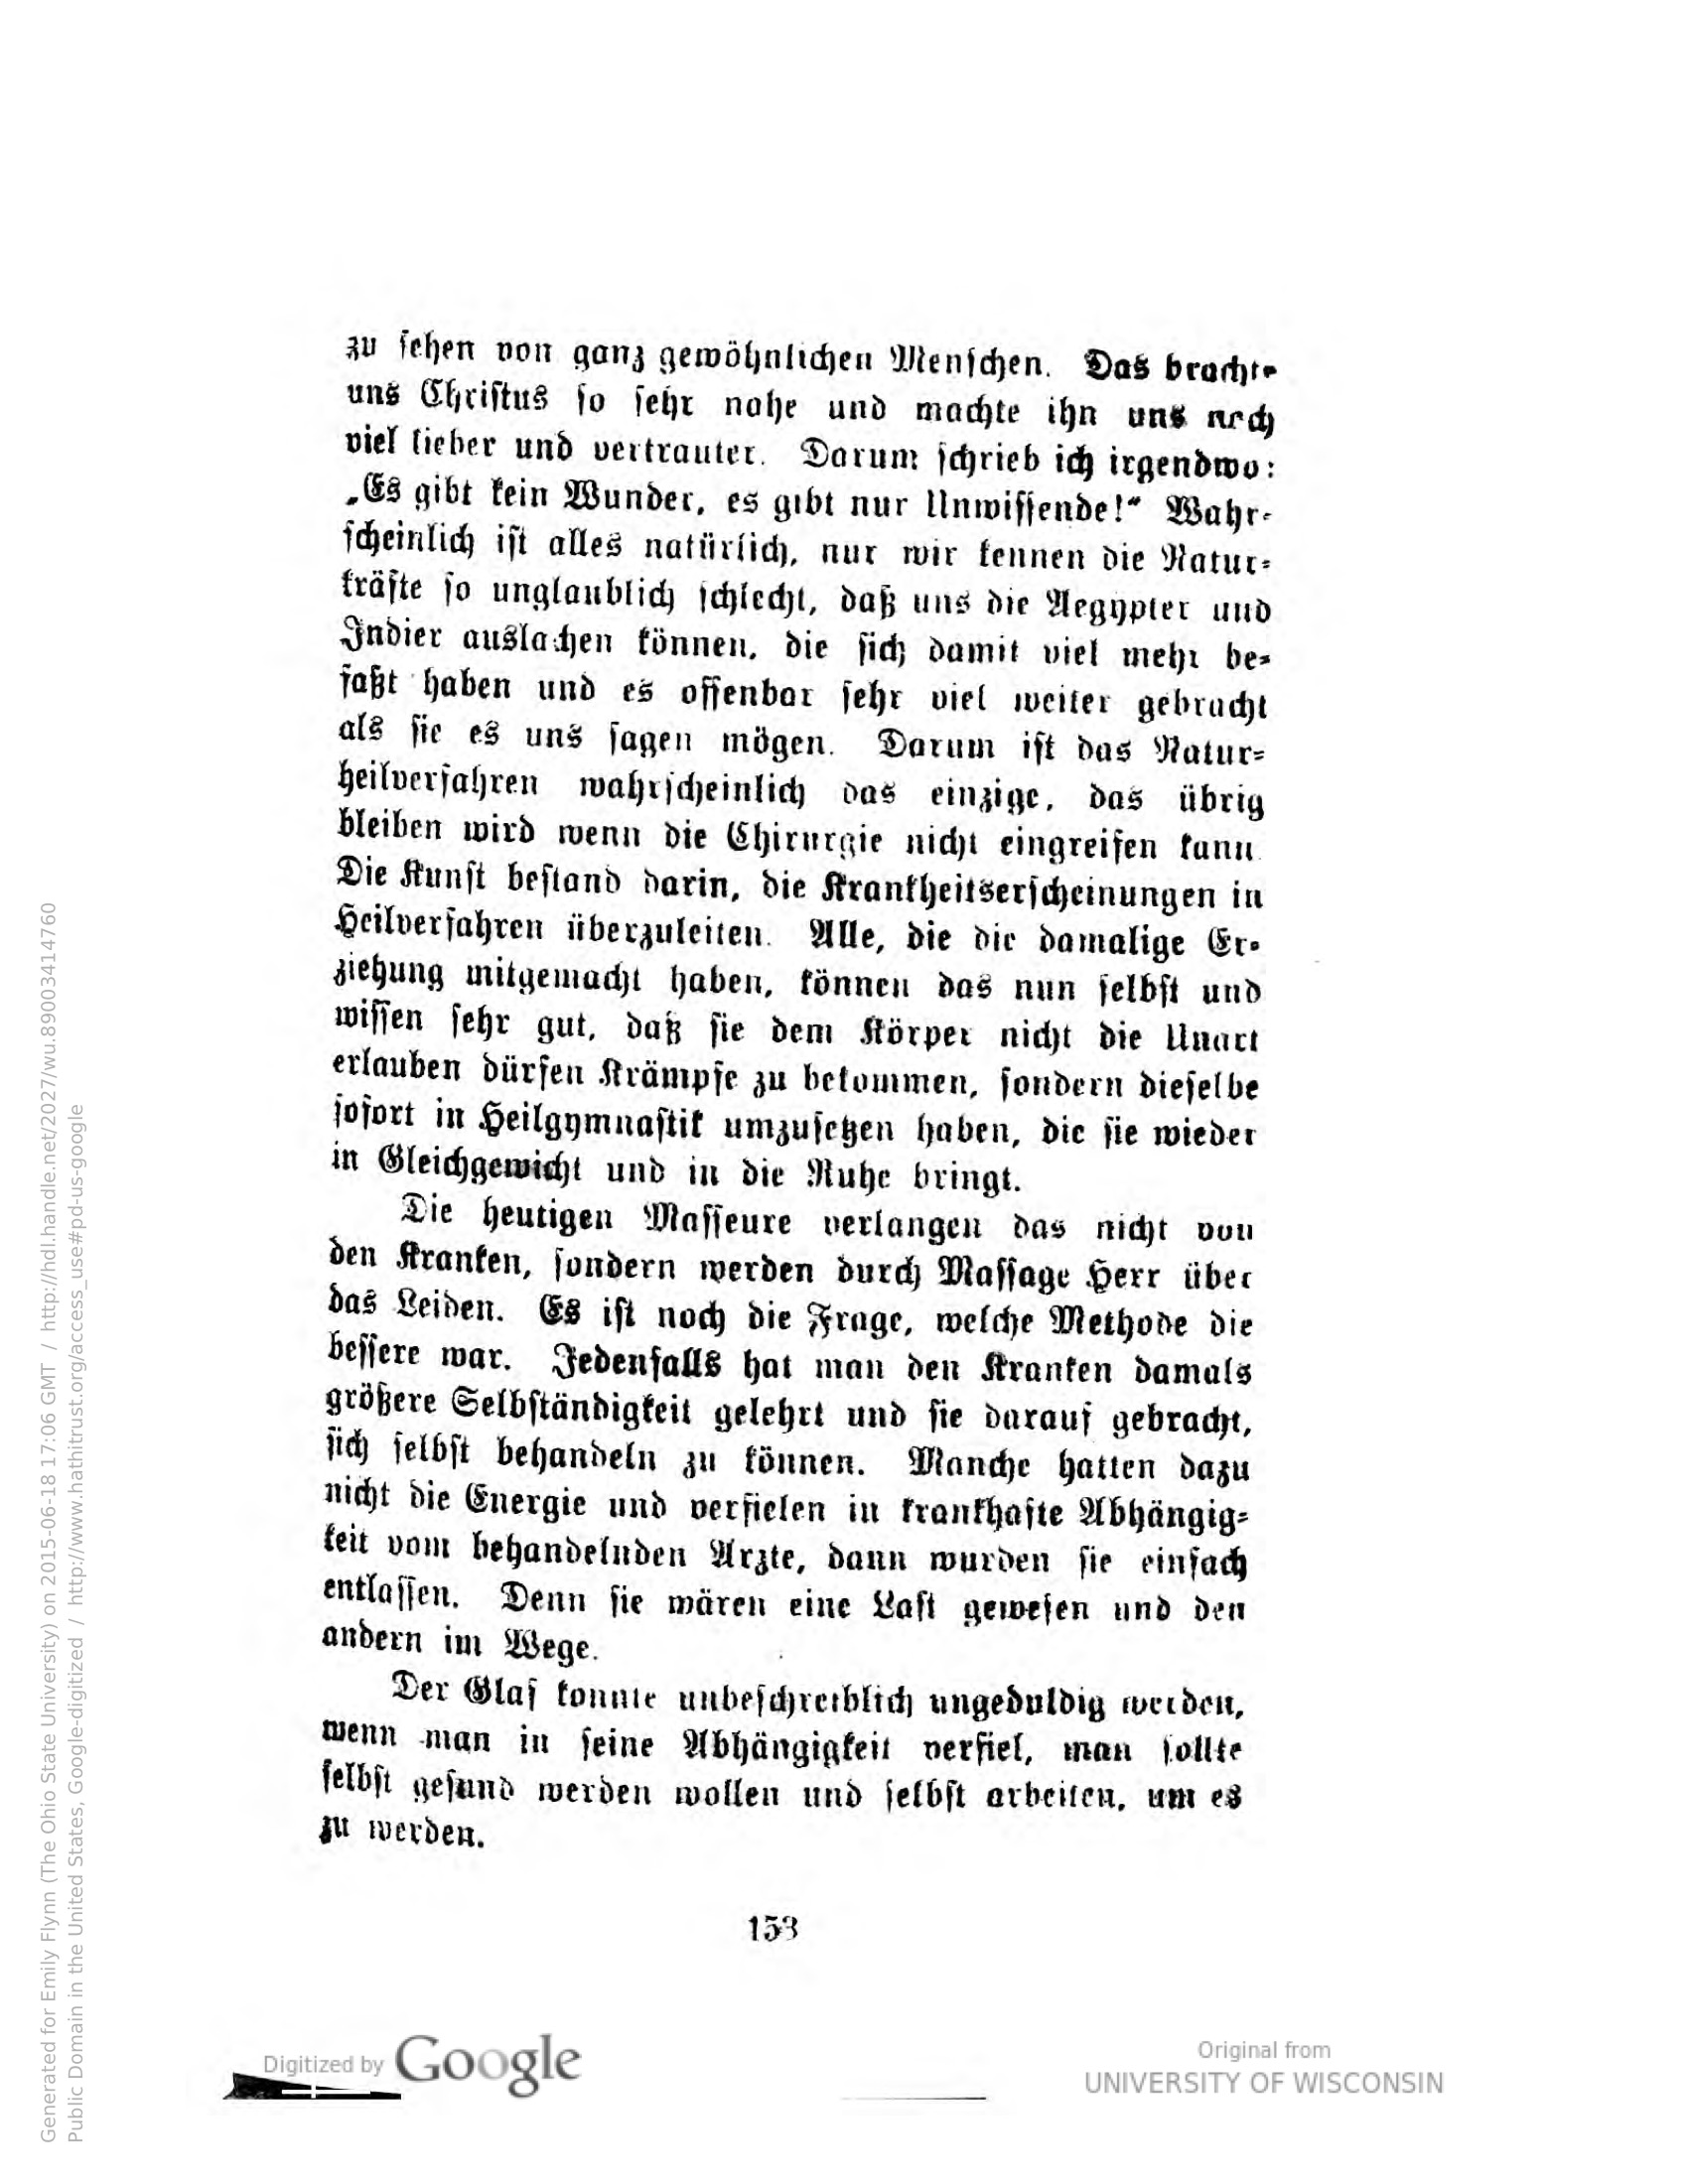 zu sehen von ganz gewöhnlichen Menschen. Das brachte
uns Christus so sehr nahe und machte ihn uns noch
viel lieber und vertrauter. Darum schrieb ich irgendwo:
„Es gibt kein Wunder, es gibt nur Unwissende!“ Wahr-
scheinlich ist alles natürlich, nur wir kennen die Natur-
kräfte so unglaublich schlecht, daß uns die Aegypter und
Indier auslachen können, die sich damit viel mehr be-
faßt haben und es offenbar sehr viel weiter gebracht
als sie es uns sagen mögen. Darum ist das Natur-
heilverfahren wahrscheinlich das einzige, das übrig
bleiben wird wenn die Chirurgie nicht eingreifen kann.
Die Kunst bestand darin, die Krankheitserscheinungen in
Heilverfahren überzuleiten. Alle, die die damalige Er-
ziehung mitgemacht haben, können das nun selbst und
wissen sehr gut, daß sie dem Körper nicht die Unart
erlauben dürfen Krämpfe zu bekommen, sondern dieselbe
sofort in Heilgymnastik umzusetzen haben, die sie wieder
in Gleichgewicht und in die Ruhe bringt.
Die heutigen Masseure verlangen das nicht von
den Kranken, sondern werden durch Massage Herr über
das Leiden. Es ist noch die Frage, welche Methode die
bessere war. Jedenfalls hat man den Kranken damals
größere Selbständigkeit gelehrt und sie darauf gebracht,
sich selbst behandeln zu können. Manche hatten dazu
nicht die Energie und verfielen in krankhafte Abhängig-
keit vom behandelnden Arzte, dann wurden sie einfach
entlassen. Denn sie wären eine Last gewesen und den
andern im Wege.
Der Glaf konnte unbeschreiblich ungeduldig werden,
wenn man in seine Abhängigkeit verfiel, man sollte
selbst gesund werden wollen und selbst arbeiten, um es
zu werden.
153
Digitized by Google
Original from
UNIVERSITY OF WISCONSIN
Generated for Emily Flynn (The Ohio State University) on 2015-06-18 17:06 GMT / http://hdl.handle.net/2027/wu.89003414760
Public Domain in the United States, Google-digitized / http://www.hathitrust.org/access_use#pd-us-google